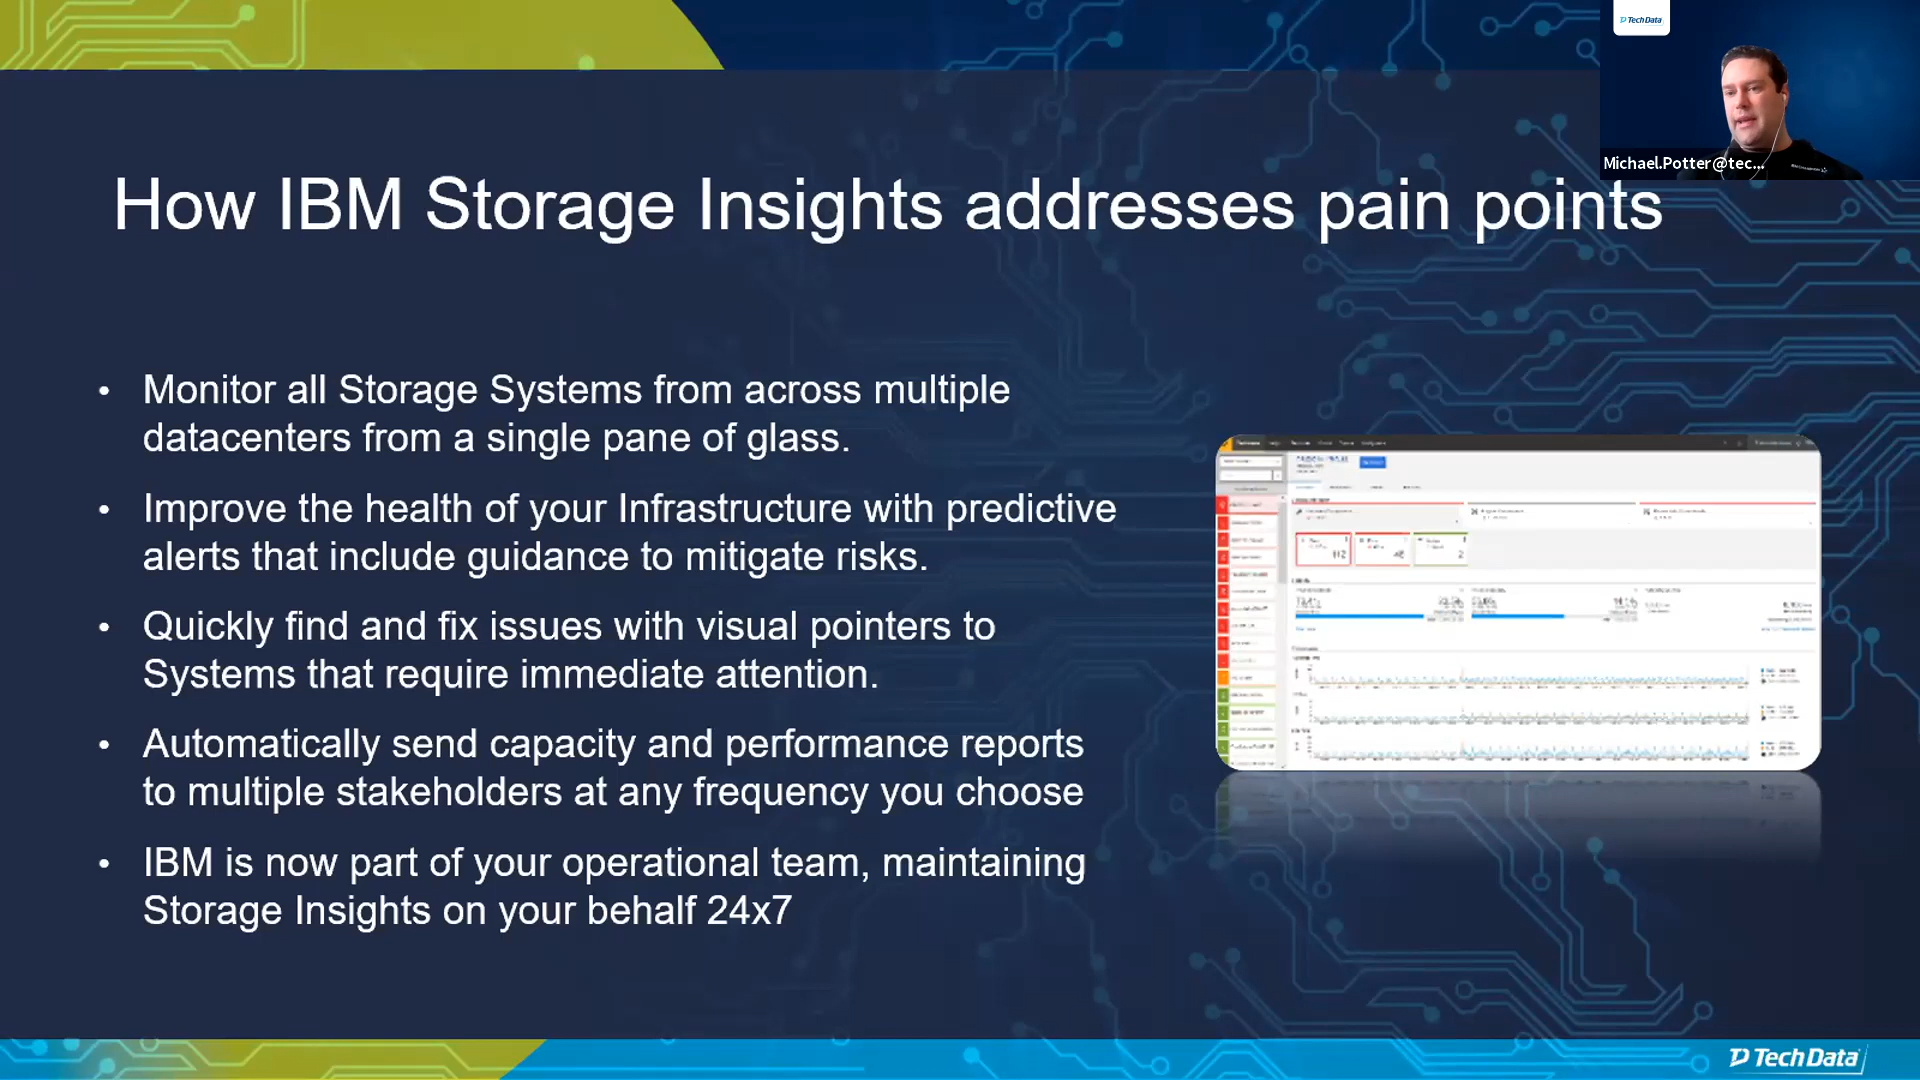 TechData
Michael.Potter@tec...
How IBM Storage Insights addresses pain points
• Monitor all Storage Systems from across multiple
datacenters from a single pane of glass.
• Improve the health of your Infrastructure with predictive
alerts that include guidance to mitigate risks.
• Quickly find and fix issues with visual pointers to
Systems that require immediate attention.
• Automatically send capacity and performance reports
to multiple stakeholders at any frequency you choose
• IBM is now part of your operational team, maintaining
Storage Insights on your behalf 24x7
TechData